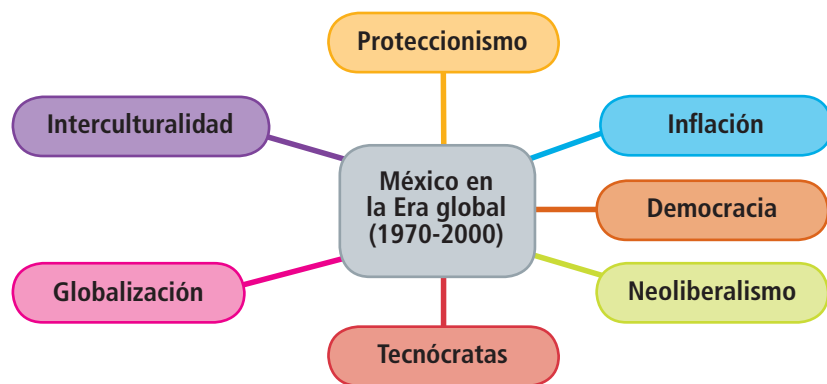 Proteccionismo
Interculturalidad
Inflación
México en
la Era global
(1970-2000)
Democracia
Globalización
Neoliberalismo
Tecnócratas